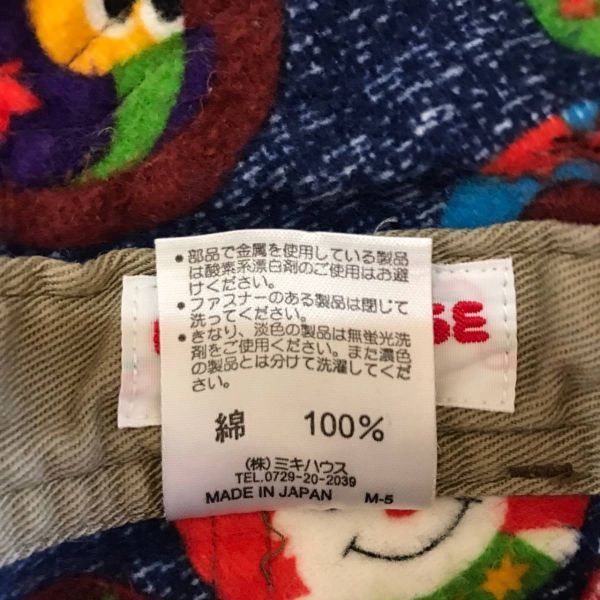 • 部品で金属を使用している製品
は酸素系漂白剤のご使用はお避
けください。
• ファスナーのある製品は閉じて
洗ってください。
• きなり、淡色の製品は無蛍光洗
剤をご使用ください。また濃色
の製品とは分けて洗濯してくだ
さい。
綿 100%
(株)ミキハウス
TEL.0729-20-2039
MADE IN JAPAN M-5
SE